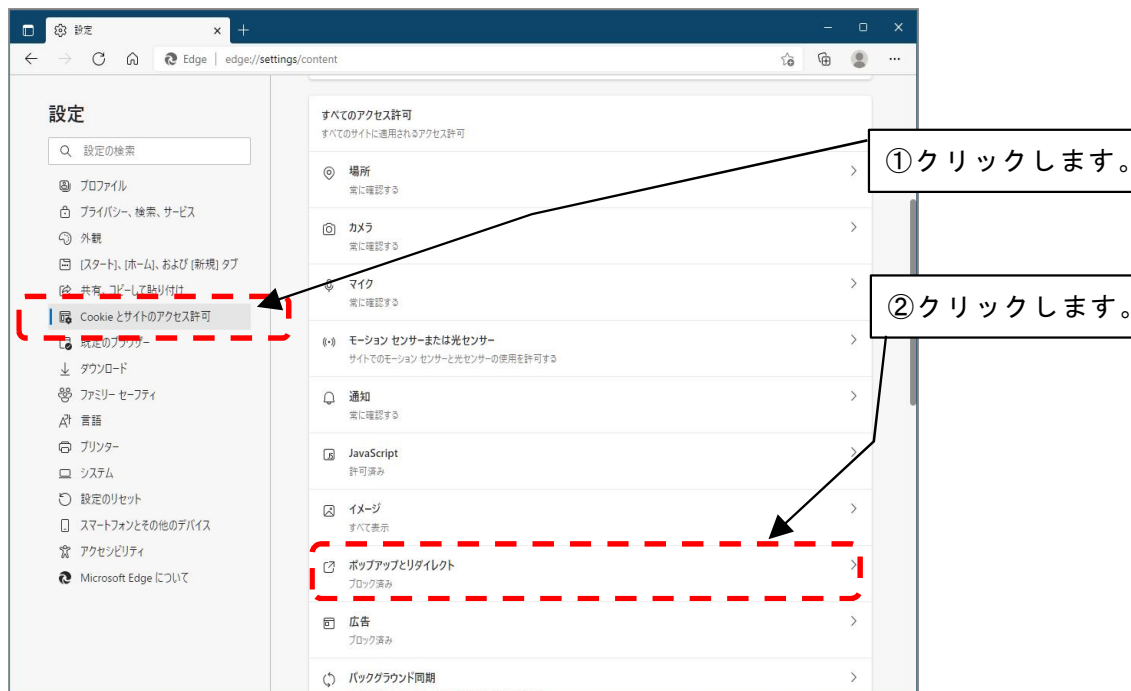 設定
Edge | edge://settings/content
設定
設定の検索
プロファイル
プライバシー、検索、サービス
外観
[スタート]、[ホーム]、および [新規] タブ
共有、コピーして貼り付け
Cookie とサイトのアクセス許可
既定のブラウザー
ダウンロード
ファミリー セーフティ
言語
プリンター
システム
設定のリセット
スマートフォンとその他のデバイス
アクセシビリティ
Microsoft Edge について
すべてのアクセス許可
すべてのサイトに適用されるアクセス許可
場所
常に確認する
カメラ
常に確認する
マイク
常に確認する
モーション センサーまたは光センサー
サイトでのモーション センサーと光センサーの使用を許可する
通知
常に確認する
JavaScript
許可済み
イメージ
すべて表示
ポップアップとリダイレクト
ブロック済み
広告
ブロック済み
バックグラウンド同期
①クリックします。
②クリックします。